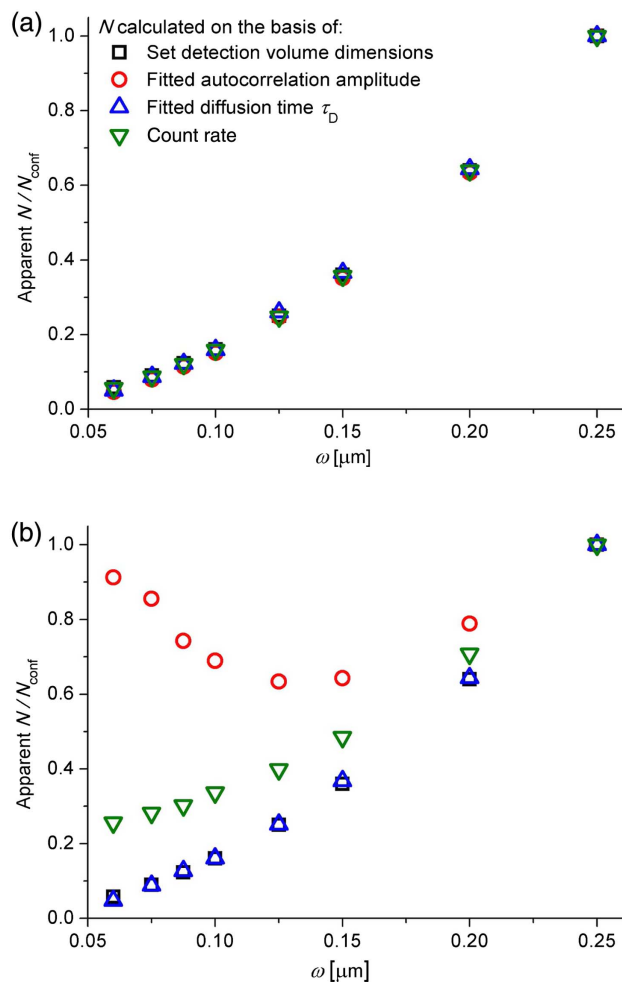 (a)
N calculated on the basis of:
Set detection volume dimensions
Fitted autocorrelation amplitude
Fitted diffusion time τD
Count rate
Apparent N / Nconf
1.0
0.8
0.6
0.4
0.2
0.0
0.05 0.10 0.15 0.20 0.25
ω [µm]
(b)
Apparent N / Nconf
1.0
0.8
0.6
0.4
0.2
0.0
0.05 0.10 0.15 0.20 0.25
ω [µm]